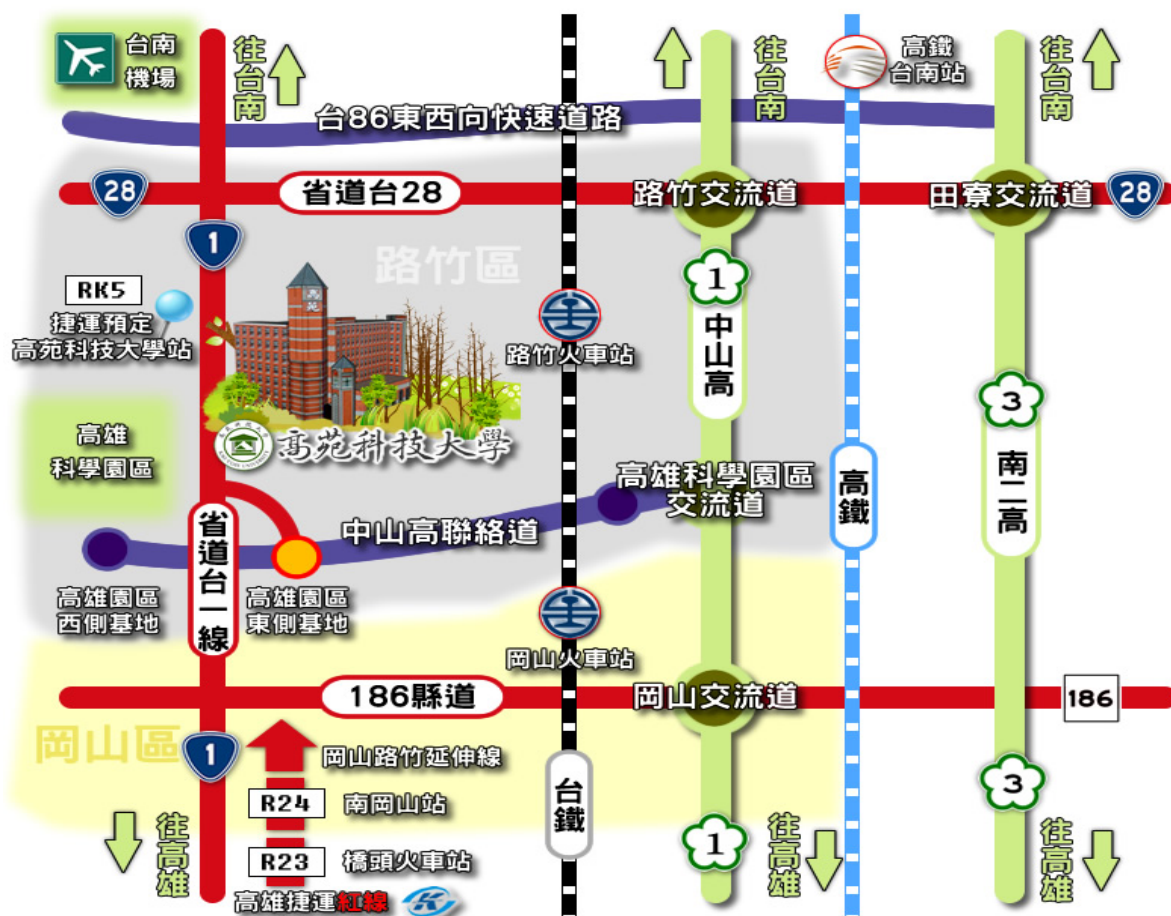 台南
機場
往台南
往台南
高鐵
台南站
往台南
台86東西向快速道路
28
省道台28
路竹交流道
田寮交流道
28
1
路竹區
RK5
捷運預定
高苑科技大學站
高苑
路竹火車站
1
中山高
3
南二高
高雄
科學園區
高苑科技大學
高雄科學園區
交流道
高鐵
省道台一線
中山高聯絡道
高雄園區
西側基地
高雄園區
東側基地
岡山火車站
186縣道
岡山交流道
186
岡山區
1
岡山路竹延伸線
R24
南岡山站
台鐵
3
1
往高雄
R23
橋頭火車站
往高雄
往高雄
高雄捷運紅線